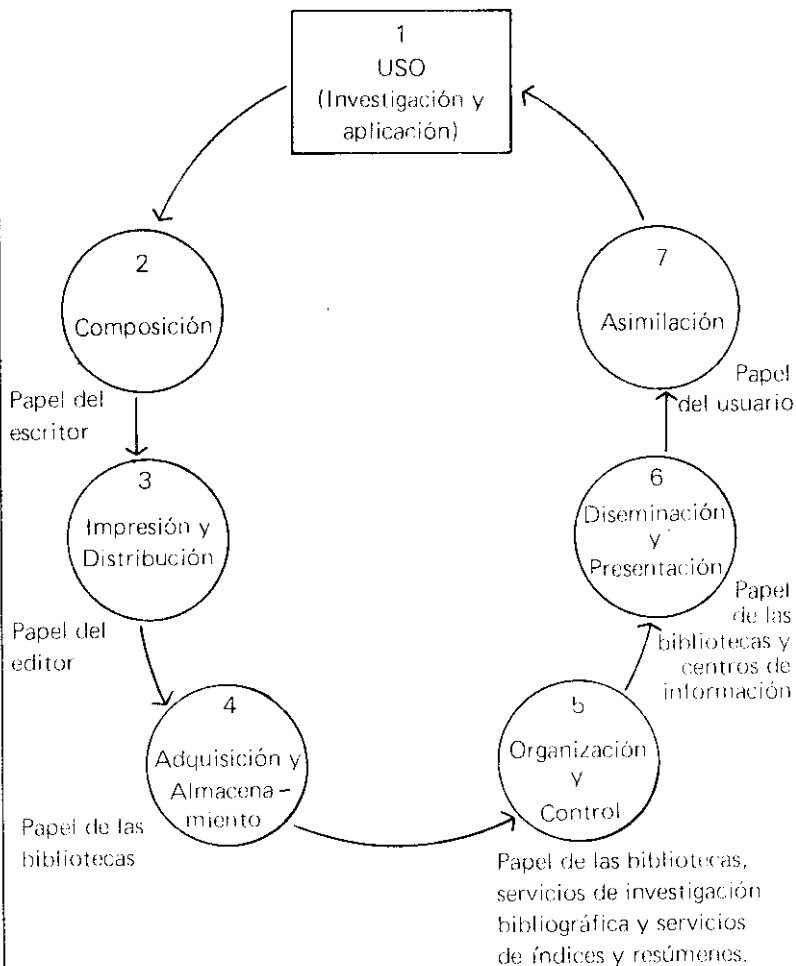 1
USO
(Investigación y
aplicación)
2
Composición
Papel del
escritor
3
Impresión y
Distribución
Papel del
editor
4
Adquisición y
Almacena-
miento
Papel de las
bibliotecas
5
Organización
y
Control
Papel de las bibliotecas,
servicios de investigación
bibliográfica y servicios
de índices y resúmenes.
6
Diseminación
y
Presentación
Papel
de las
bibliotecas y
centros de
información
7
Asimilación
Papel
del usuario